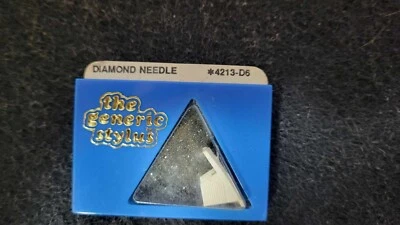 DIAMOND NEEDLE *4213-D6
the
generic
stylus